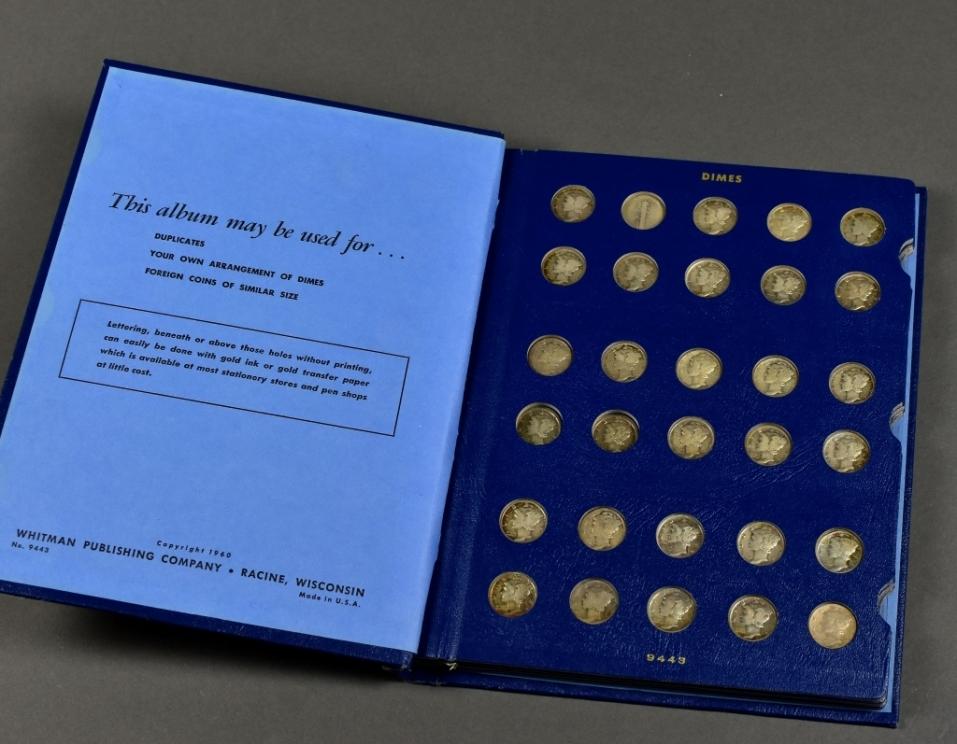 This album may be used for . . .
DUPLICATES
YOUR OWN ARRANGEMENT OF DIMES
FOREIGN COINS OF SIMILAR SIZE
Lettering, beneath or above those holes without printing,
can easily be done with gold ink or gold transfer paper
which is available at most stationery stores and pen shops
at little cost.
Copyright 1960
WHITMAN PUBLISHING COMPANY • RACINE, WISCONSIN
No. 9443
Made in U.S.A.
DIMES
9443